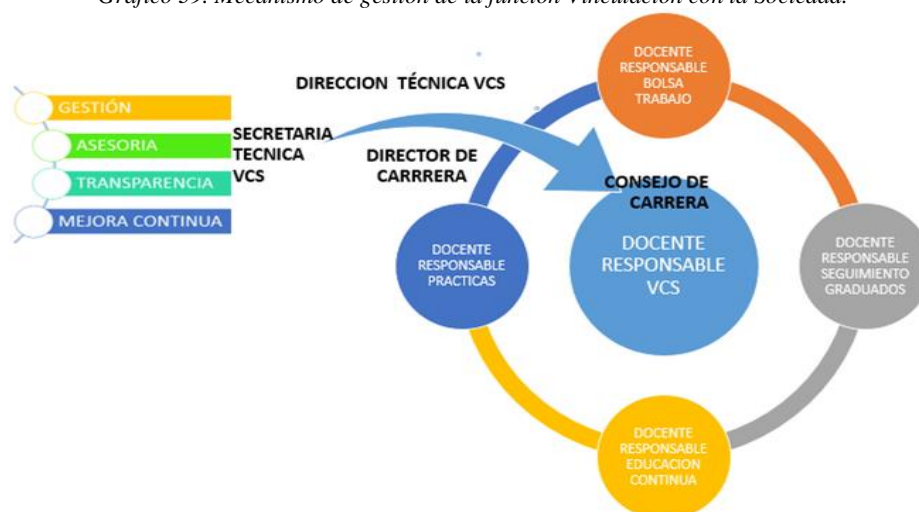 Gráfico 39. Mecanismo de gestión de la función Vinculación con la Sociedad.
GESTIÓN
ASESORIA
TRANSPARENCIA
MEJORA CONTINUA
SECRETARIA
TECNICA
VCS
DIRECCION TÉCNICA VCS
DIRECTOR DE
CARRRERA
CONSEJO DE
CARRERA
DOCENTE
RESPONSABLE
VCS
DOCENTE
RESPONSABLE
BOLSA
TRABAJO
DOCENTE
RESPONSABLE
SEGUIMIENTO
GRADUADOS
DOCENTE
RESPONSABLE
EDUCACION
CONTINUA
DOCENTE
RESPONSABLE
PRACTICAS